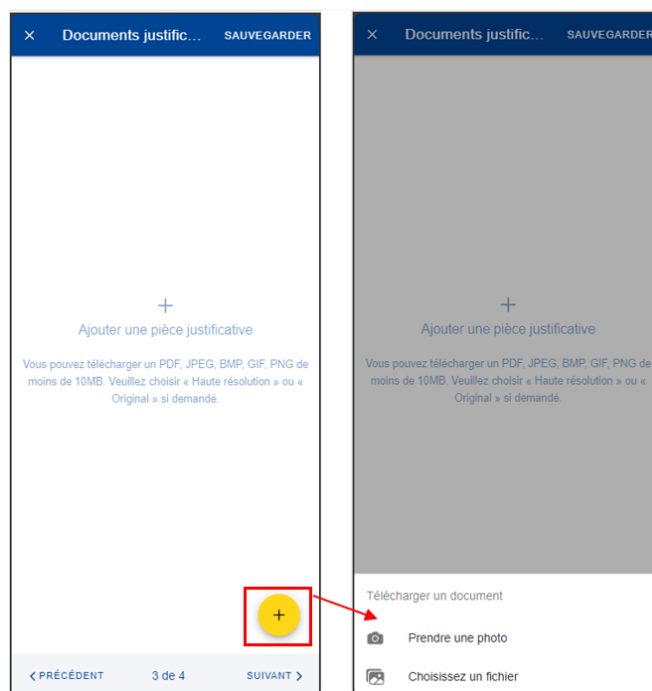 × Documents justific... SAUVEGARDER
+
Ajouter une pièce justificative
Vous pouvez télécharger un PDF, JPEG, BMP, GIF, PNG de
moins de 10MB. Veuillez choisir « Haute résolution » ou «
Original » si demandé.
+
< PRÉCÉDENT 3 de 4 SUIVANT >
× Documents justific... SAUVEGARDER
+
Ajouter une pièce justificative
Vous pouvez télécharger un PDF, JPEG, BMP, GIF, PNG de
moins de 10MB. Veuillez choisir « Haute résolution » ou «
Original » si demandé.
Télécharger un document
Prendre une photo
Choisissez un fichier